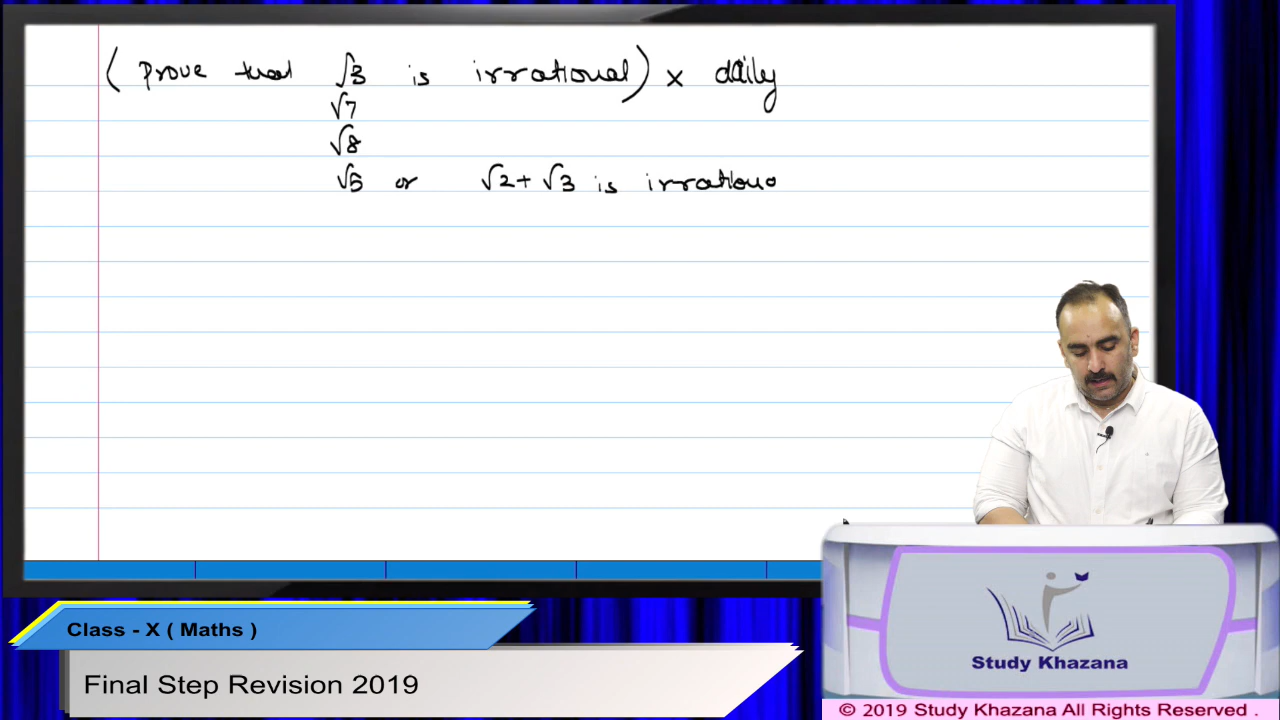 ( Prove that √3 is irrational ) × daily
√7
√8
√5 or √2 + √3 is irrationa
Study Khazana
Class - X ( Maths )
Final Step Revision 2019
© 2019 Study Khazana All Rights Reserved .